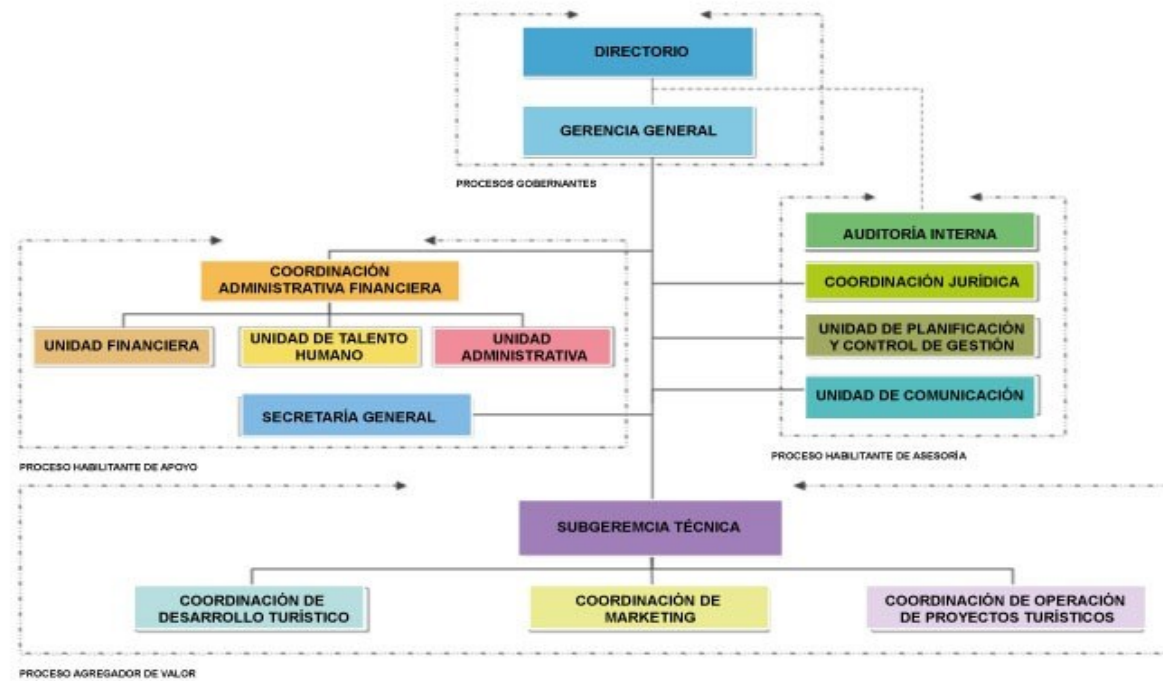 DIRECTORIO
GERENCIA GENERAL
PROCESOS GOBERNANTES
AUDITORÍA INTERNA
COORDINACIÓN JURÍDICA
UNIDAD DE PLANIFICACIÓN
Y CONTROL DE GESTIÓN
UNIDAD DE COMUNICACIÓN
PROCESO HABILITANTE DE ASESORÍA
COORDINACIÓN
ADMINISTRATIVA FINANCIERA
UNIDAD FINANCIERA
UNIDAD DE TALENTO
HUMANO
UNIDAD
ADMINISTRATIVA
SECRETARÍA GENERAL
PROCESO HABILITANTE DE APOYO
SUBGEREMCIA TÉCNICA
COORDINACIÓN DE
DESARROLLO TURÍSTICO
COORDINACIÓN DE
MARKETING
COORDINACIÓN DE OPERACIÓN
DE PROYECTOS TURÍSTICOS
PROCESO AGREGADOR DE VALOR